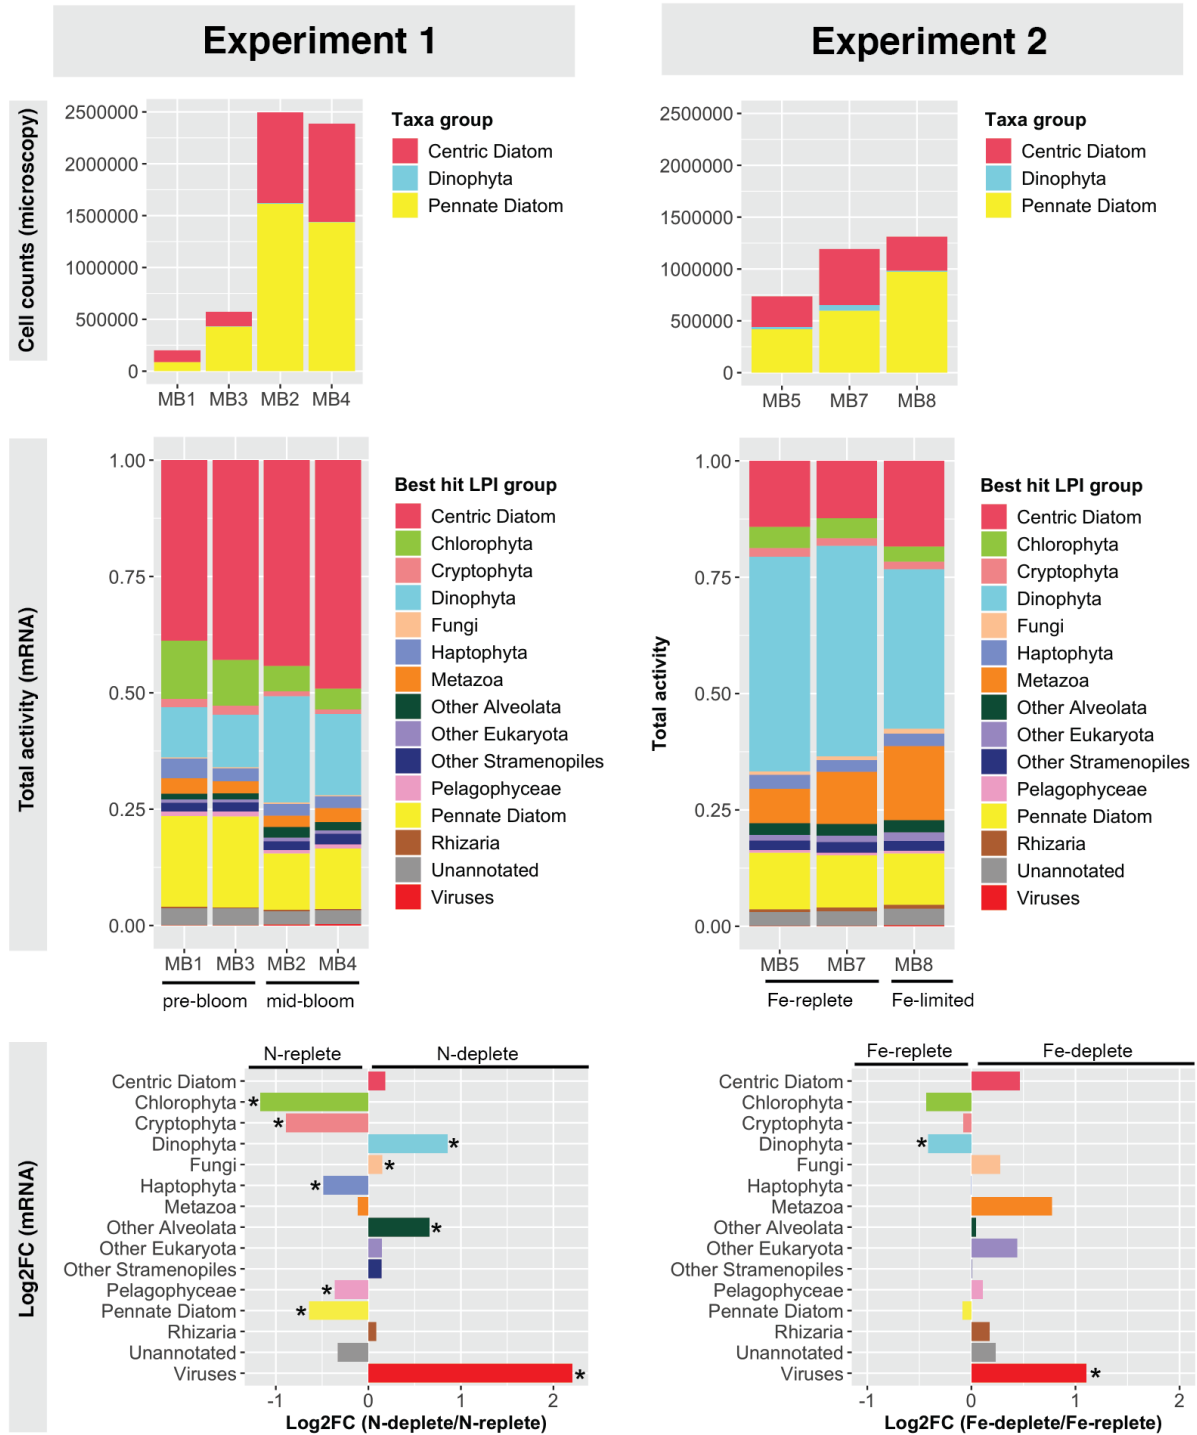 Experiment 1
Experiment 2
Cell counts (microscopy)
2500000
2000000
1500000
1000000
500000
0
MB1 MB3 MB2 MB4
Taxa group
Centric Diatom
Dinophyta
Pennate Diatom
2500000
2000000
1500000
1000000
500000
0
MB5 MB7 MB8
Taxa group
Centric Diatom
Dinophyta
Pennate Diatom
Total activity (mRNA)
1.00
0.75
0.50
0.25
0.00
MB1 MB3 MB2 MB4
pre-bloom mid-bloom
Best hit LPI group
Centric Diatom
Chlorophyta
Cryptophyta
Dinophyta
Fungi
Haptophyta
Metazoa
Other Alveolata
Other Eukaryota
Other Stramenopiles
Pelagophyceae
Pennate Diatom
Rhizaria
Unannotated
Viruses
Total activity
1.00
0.75
0.50
0.25
0.00
MB5 MB7 MB8
Fe-replete Fe-limited
Best hit LPI group
Centric Diatom
Chlorophyta
Cryptophyta
Dinophyta
Fungi
Haptophyta
Metazoa
Other Alveolata
Other Eukaryota
Other Stramenopiles
Pelagophyceae
Pennate Diatom
Rhizaria
Unannotated
Viruses
Log2FC (mRNA)
N-replete N-deplete
Centric Diatom
Chlorophyta *
Cryptophyta *
Dinophyta *
Fungi *
Haptophyta *
Metazoa
Other Alveolata *
Other Eukaryota
Other Stramenopiles
Pelagophyceae *
Pennate Diatom *
Rhizaria
Unannotated
Viruses *
-1 0 1 2
Log2FC (N-deplete/N-replete)
Fe-replete Fe-deplete
Centric Diatom
Chlorophyta
Cryptophyta
Dinophyta *
Fungi
Haptophyta
Metazoa
Other Alveolata
Other Eukaryota
Other Stramenopiles
Pelagophyceae
Pennate Diatom
Rhizaria
Unannotated
Viruses *
-1 0 1 2
Log2FC (Fe-deplete/Fe-replete)